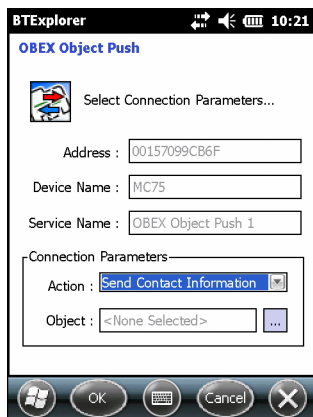 BTExplorer 10:21
OBEX Object Push
Select Connection Parameters...
Address : 00157099CB6F
Device Name : MC75
Service Name : OBEX Object Push 1
Connection Parameters
Action : Send Contact Information
Object : <None Selected> ...
OK Cancel